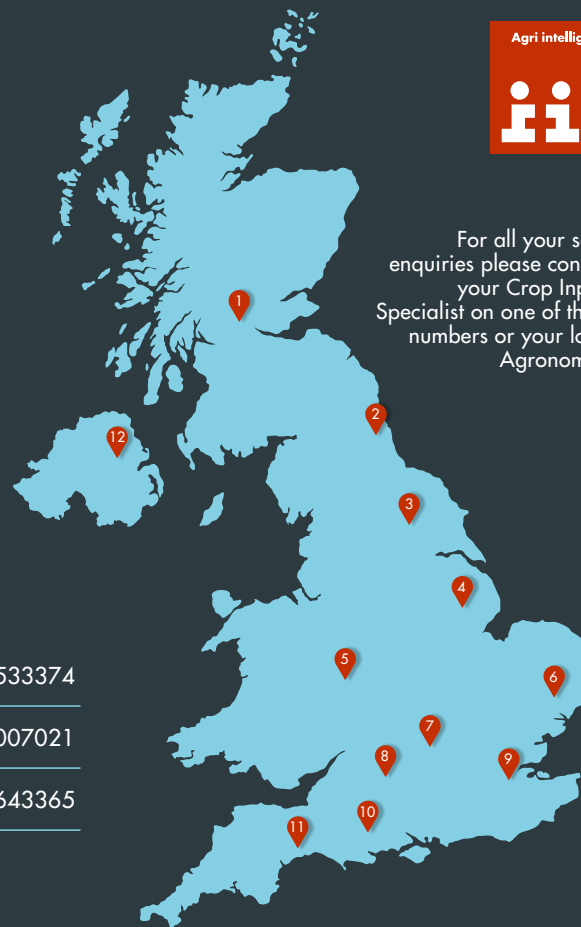 Agri intellig
For all your s
enquiries please con
your Crop Inp
Specialist on one of th
numbers or your lo
Agronom
1
2
12
3
4
5
6
7
8
9
10
11
533374
007021
643365